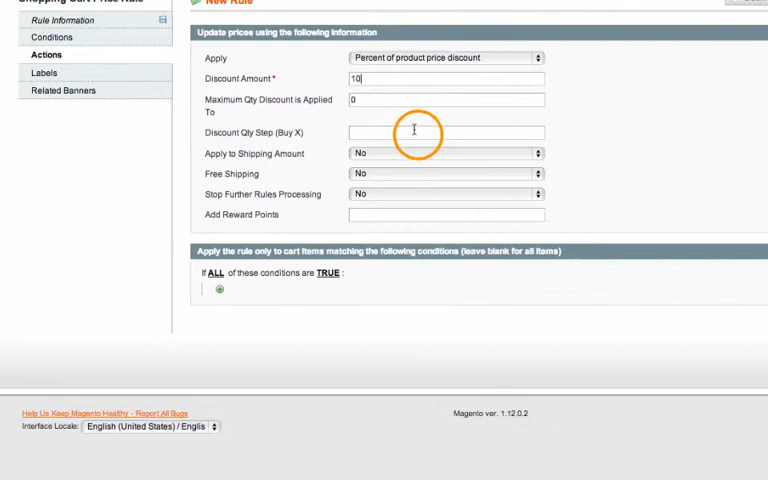 Shopping Cart Price Rule
New Rule
Rule Information
Conditions
Actions
Labels
Related Banners
Update prices using the following information
Apply
Percent of product price discount
Discount Amount *
10
Maximum Qty Discount is Applied
To
0
Discount Qty Step (Buy X)
Apply to Shipping Amount
No
Free Shipping
No
Stop Further Rules Processing
No
Add Reward Points
Apply the rule only to cart items matching the following conditions (leave blank for all items)
If ALL of these conditions are TRUE :
Help Us Keep Magento Healthy - Report All Bugs
Magento ver. 1.12.0.2
Interface Locale: English (United States) / Englis